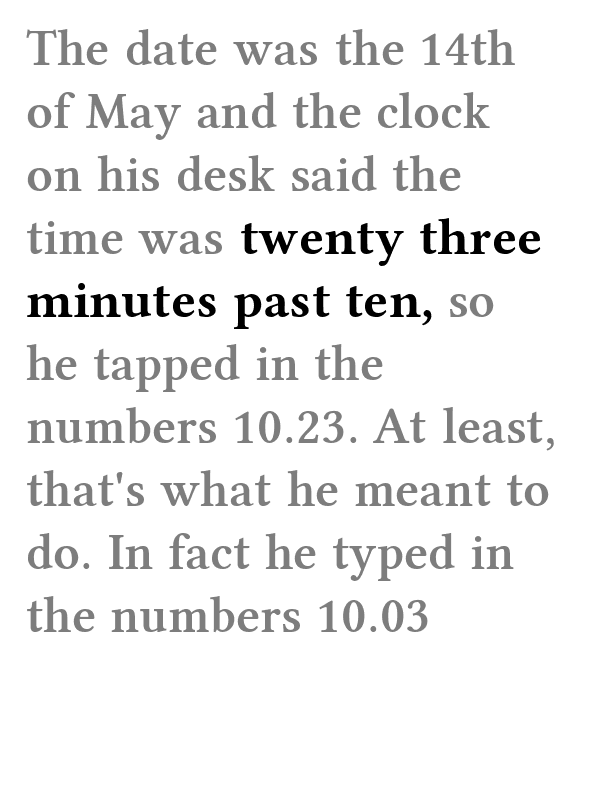 The date was the 14th
of May and the clock
on his desk said the
time was twenty three
minutes past ten, so
he tapped in the
numbers 10.23. At least,
that's what he meant to
do. In fact he typed in
the numbers 10.03